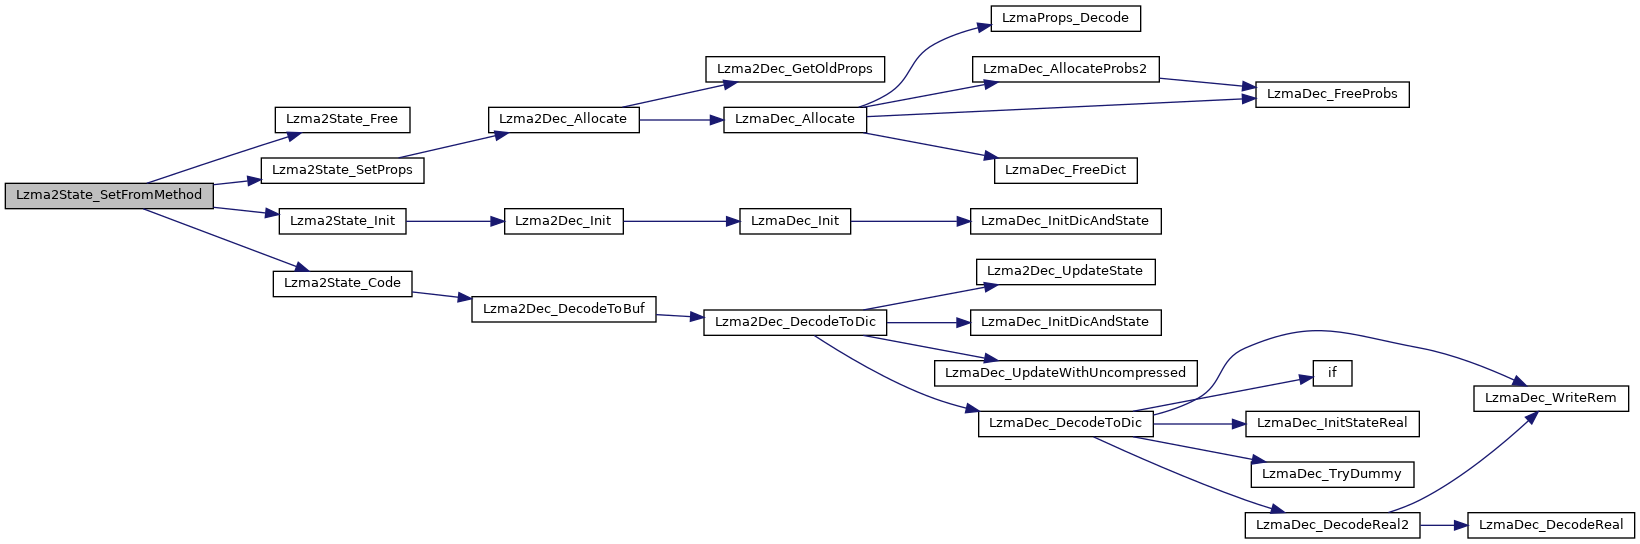 LzmaProps_Decode
Lzma2Dec_GetOldProps
LzmaDec_AllocateProbs2
LzmaDec_FreeProbs
Lzma2State_Free
Lzma2Dec_Allocate
LzmaDec_Allocate
Lzma2State_SetProps
LzmaDec_FreeDict
Lzma2State_SetFromMethod
Lzma2State_Init
Lzma2Dec_Init
LzmaDec_Init
LzmaDec_InitDicAndState
Lzma2Dec_UpdateState
Lzma2State_Code
Lzma2Dec_DecodeToBuf
Lzma2Dec_DecodeToDic
LzmaDec_InitDicAndState
LzmaDec_UpdateWithUncompressed
if
LzmaDec_WriteRem
LzmaDec_DecodeToDic
LzmaDec_InitStateReal
LzmaDec_TryDummy
LzmaDec_DecodeReal2
LzmaDec_DecodeReal